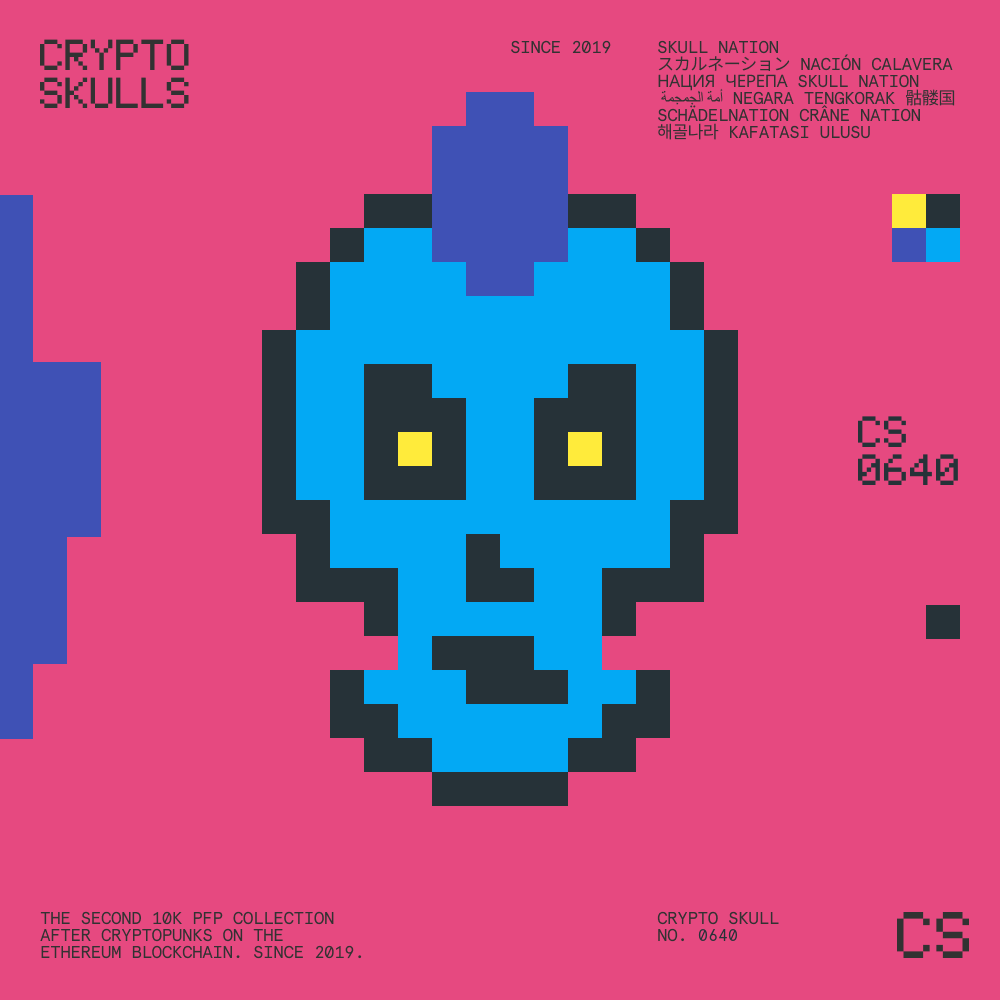 CRYPTO
SKULLS
SINCE 2019
SKULL NATION
スカルネーション NACIÓN CALAVERA
НАЦИЯ ЧЕРЕПА SKULL NATION
أمة الجمجمة NEGARA TENGKORAK 骷髅国
SCHÄDELNATION CRÂNE NATION
해골나라 KAFATASI ULUSU
CS
0640
THE SECOND 10K PFP COLLECTION
AFTER CRYPTOPUNKS ON THE
ETHEREUM BLOCKCHAIN. SINCE 2019.
CRYPTO SKULL
NO. 0640
CS